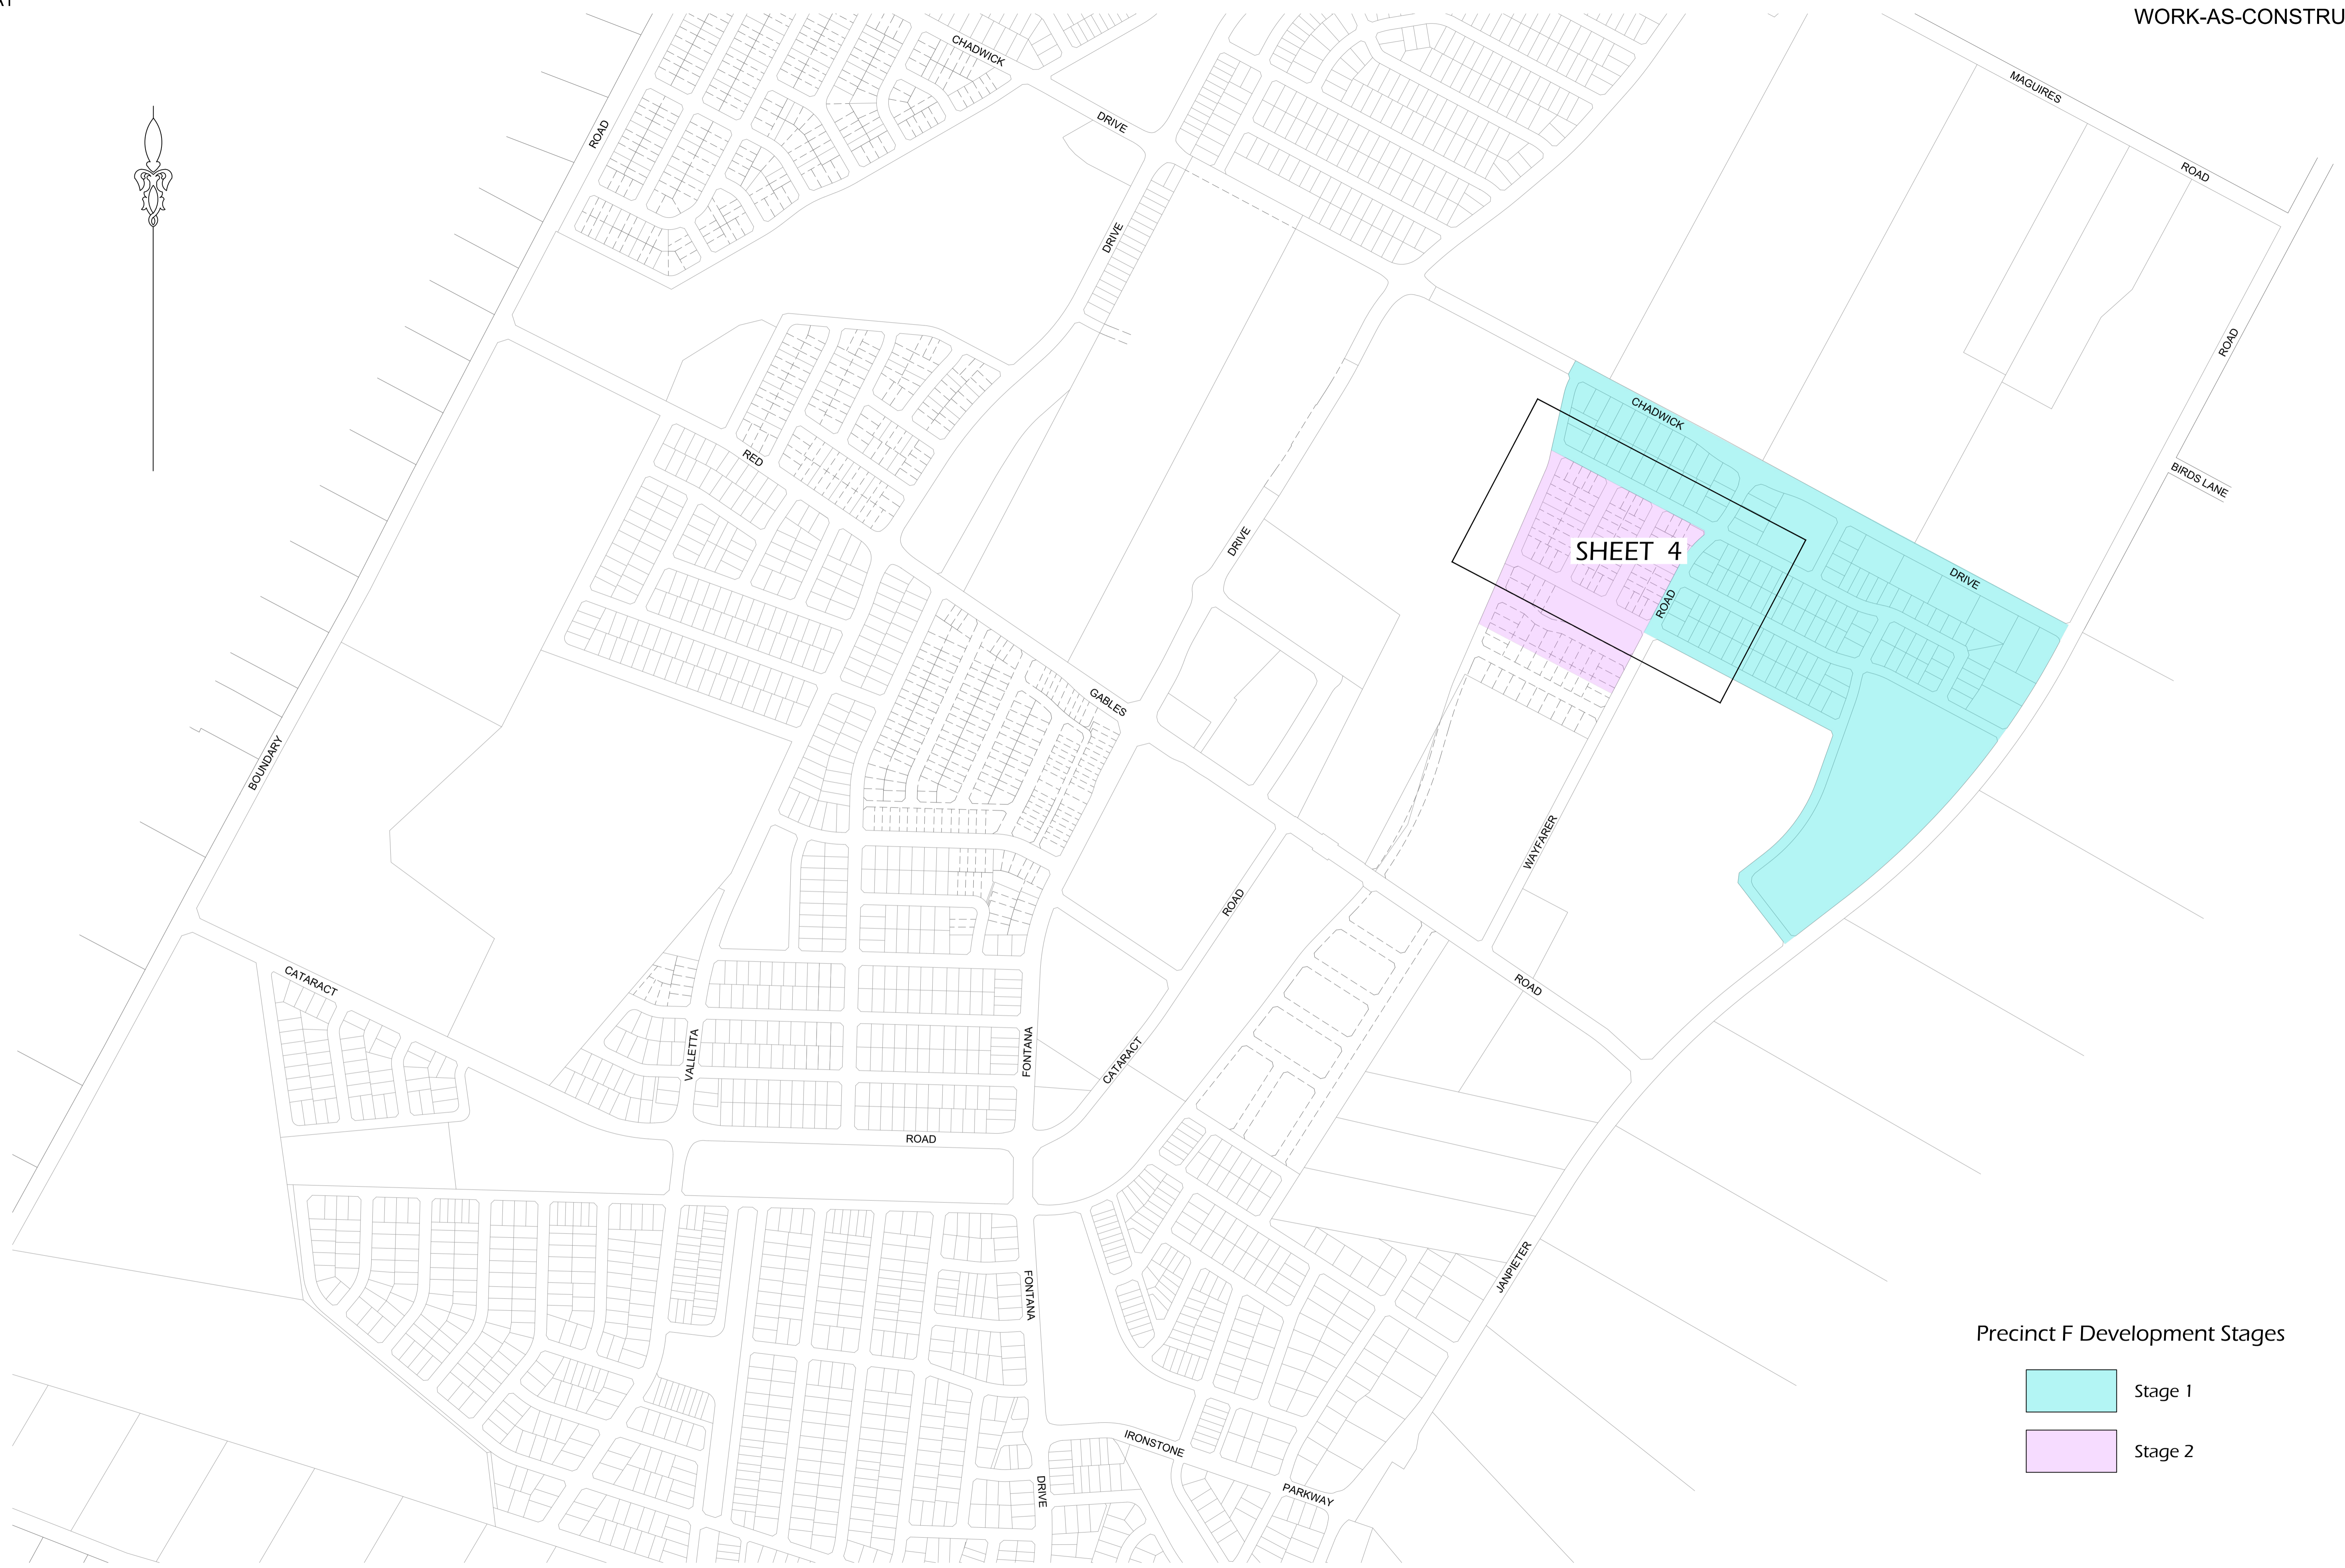 WORK-AS-CONSTRU
CHADWICK
MAGUIRES
DRIVE
ROAD
ROAD
DRIVE
ROAD
CHADWICK
RED
BIRDS LANE
DRIVE
SHEET 4
DRIVE
ROAD
GABLES
BOUNDARY
WAYFARER
ROAD
CATARACT
ROAD
VALLETTA
FONTANA
CATARACT
ROAD
FONTANA
JANPIETER
Precinct F Development Stages
Stage 1
IRONSTONE
Stage 2
DRIVE
PARKWAY